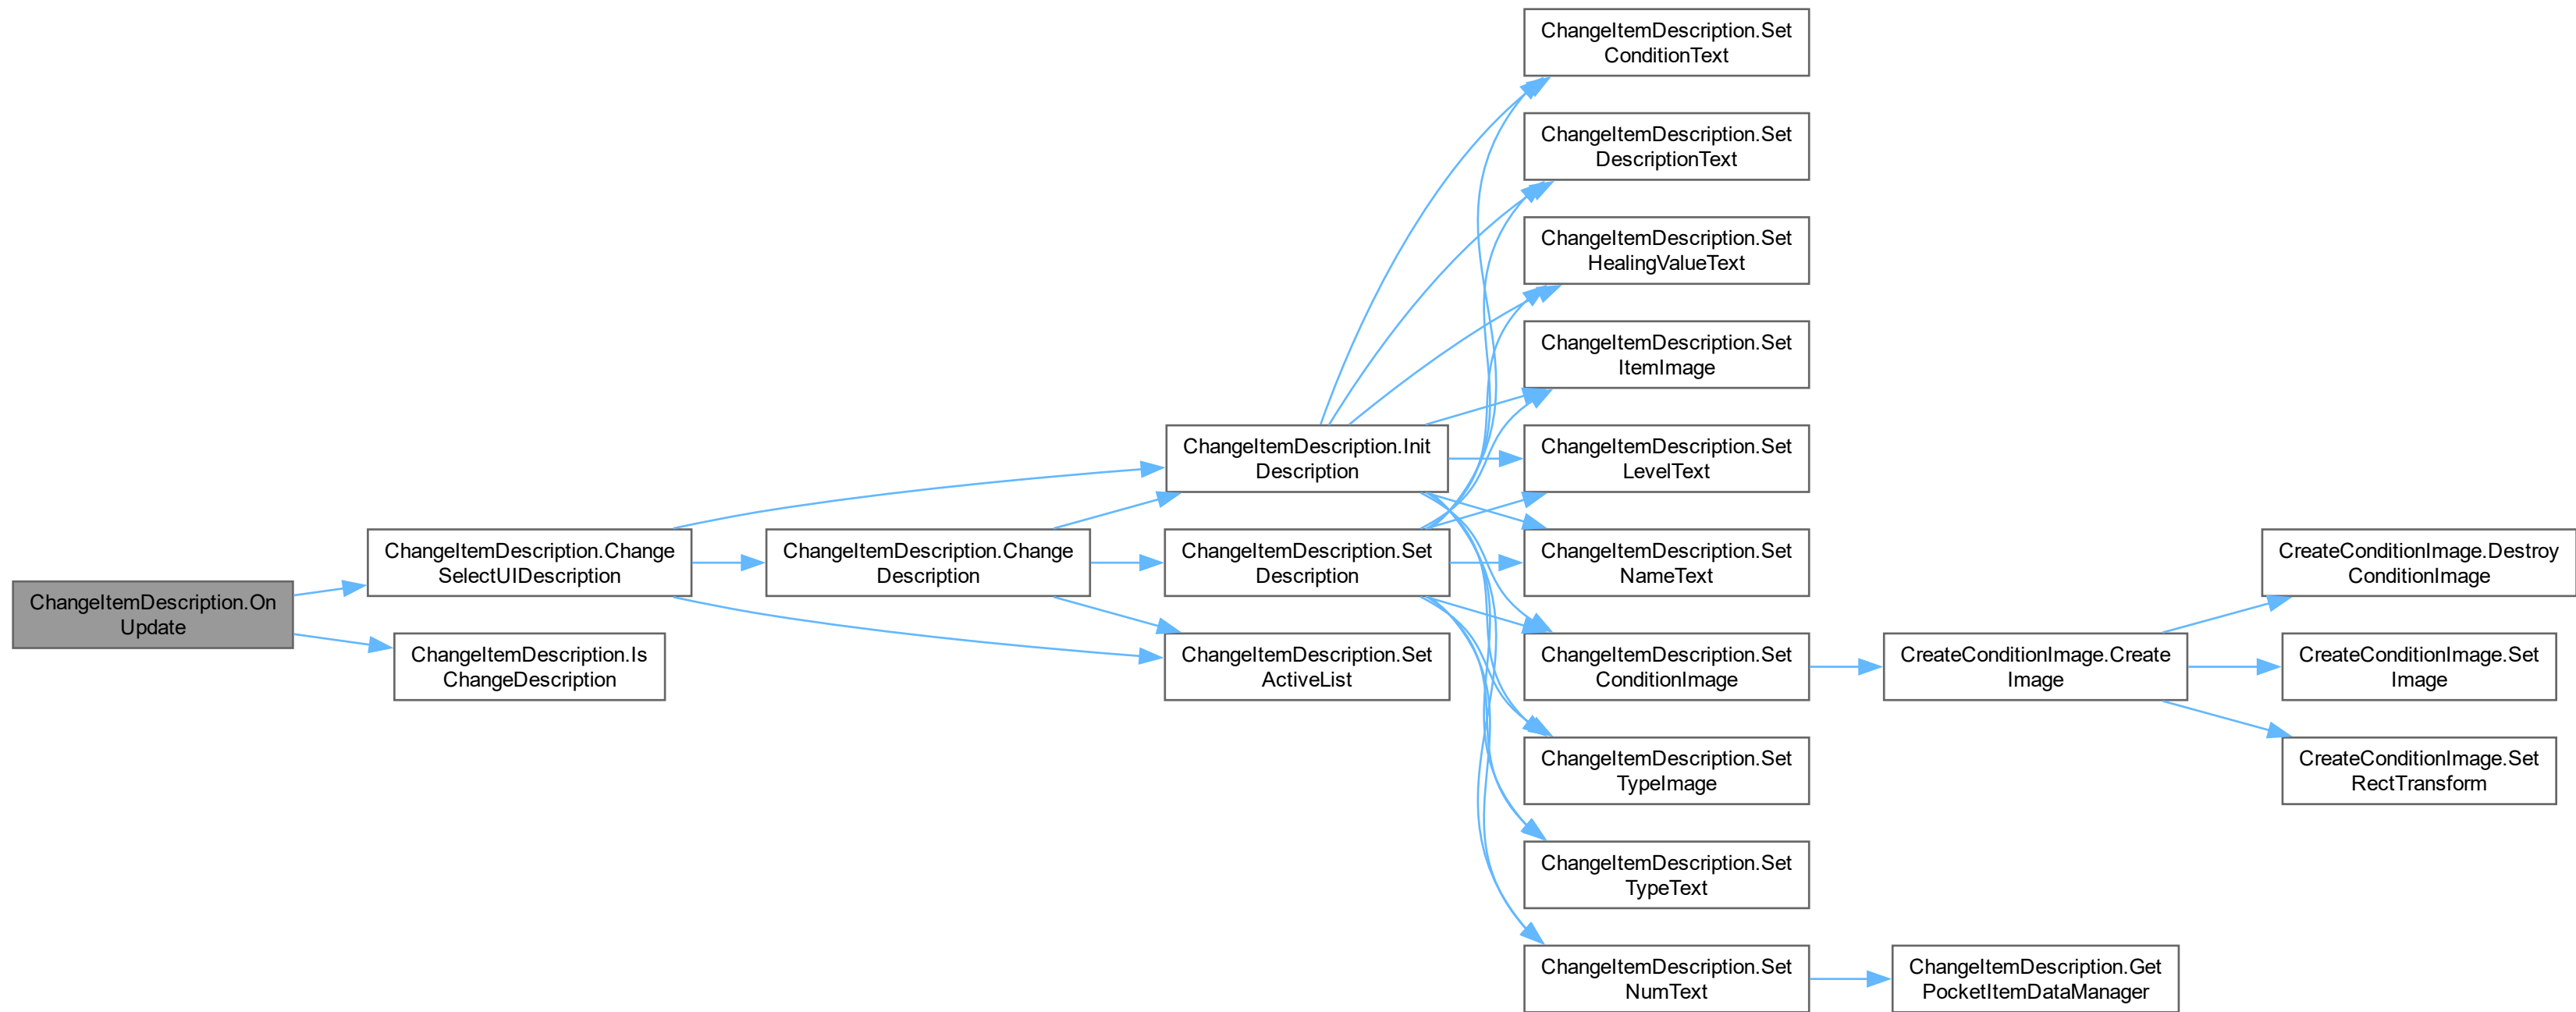 ChangeItemDescription.On
Update
ChangeItemDescription.Change
SelectUIDescription
ChangeItemDescription.Is
ChangeDescription
ChangeItemDescription.Change
Description
ChangeItemDescription.Init
Description
ChangeItemDescription.Set
Description
ChangeItemDescription.Set
ActiveList
ChangeItemDescription.Set
ConditionText
ChangeItemDescription.Set
DescriptionText
ChangeItemDescription.Set
HealingValueText
ChangeItemDescription.Set
ItemImage
ChangeItemDescription.Set
LevelText
ChangeItemDescription.Set
NameText
ChangeItemDescription.Set
ConditionImage
ChangeItemDescription.Set
TypeImage
ChangeItemDescription.Set
TypeText
ChangeItemDescription.Set
NumText
CreateConditionImage.Create
Image
ChangeItemDescription.Get
PocketItemDataManager
CreateConditionImage.Destroy
ConditionImage
CreateConditionImage.Set
Image
CreateConditionImage.Set
RectTransform